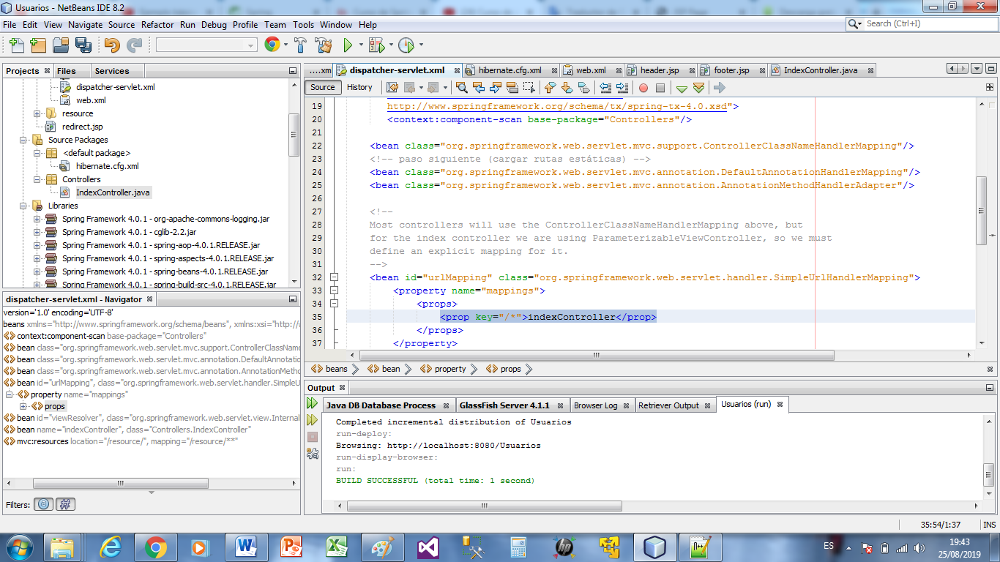 Usuarios - NetBeans IDE 8.2
File Edit View Navigate Source Refactor Run Debug Profile Team Tools Window Help
Search (Ctrl+I)
Projects Files Services
dispatcher-servlet.xml
web.xml
resource
redirect.jsp
Source Packages
<default package>
hibernate.cfg.xml
Controllers
IndexController.java
Libraries
Spring Framework 4.0.1 - org-apache-commons-logging.jar
Spring Framework 4.0.1 - cglib-2.2.jar
Spring Framework 4.0.1 - spring-aop-4.0.1.RELEASE.jar
Spring Framework 4.0.1 - spring-aspects-4.0.1.RELEASE.jar
Spring Framework 4.0.1 - spring-beans-4.0.1.RELEASE.jar
Spring Framework 4.0.1 - spring-build-src-4.0.1.RELEASE.jar
dispatcher-servlet.xml - Navigator
version='1.0' encoding='UTF-8'
beans xmlns="http://www.springframework.org/schema/beans", xmlns:xsi="http://w
context:component-scan base-package="Controllers"
bean class="org.springframework.web.servlet.mvc.support.ControllerClassName
bean class="org.springframework.web.servlet.mvc.annotation.DefaultAnnotation
bean class="org.springframework.web.servlet.mvc.annotation.AnnotationMetho
bean id="urlMapping", class="org.springframework.web.servlet.handler.SimpleU
property name="mappings"
props
bean id="viewResolver", class="org.springframework.web.servlet.view.Internal
bean name="indexController", class="Controllers.IndexController"
mvc:resources location="/resource/", mapping="/resource/**"
Filters:
....xm dispatcher-servlet.xml hibernate.cfg.xml web.xml header.jsp footer.jsp IndexController.java
Source History
19 http://www.springframework.org/schema/tx/spring-tx-4.0.xsd">
20 <context:component-scan base-package="Controllers"/>
21
22 <bean class="org.springframework.web.servlet.mvc.support.ControllerClassNameHandlerMapping"/>
23 <!-- paso siguiente (cargar rutas estáticas) -->
24 <bean class="org.springframework.web.servlet.mvc.annotation.DefaultAnnotationHandlerMapping"/>
25 <bean class="org.springframework.web.servlet.mvc.annotation.AnnotationMethodHandlerAdapter"/>
26
27 <!--
28 Most controllers will use the ControllerClassNameHandlerMapping above, but
29 for the index controller we are using ParameterizableViewController, so we must
30 define an explicit mapping for it.
31 -->
32 <bean id="urlMapping" class="org.springframework.web.servlet.handler.SimpleUrlHandlerMapping">
33 <property name="mappings">
34 <props>
35 <prop key="/*">indexController</prop>
36 </props>
37 </property>
beans bean property props
Output
Java DB Database Process GlassFish Server 4.1.1 Browser Log Retriever Output Usuarios (run)
Completed incremental distribution of Usuarios
run-deploy:
Browsing: http://localhost:8080/Usuarios
run-display-browser:
run:
BUILD SUCCESSFUL (total time: 1 second)
35:54/1:37 INS
ES
19:43
25/08/2019